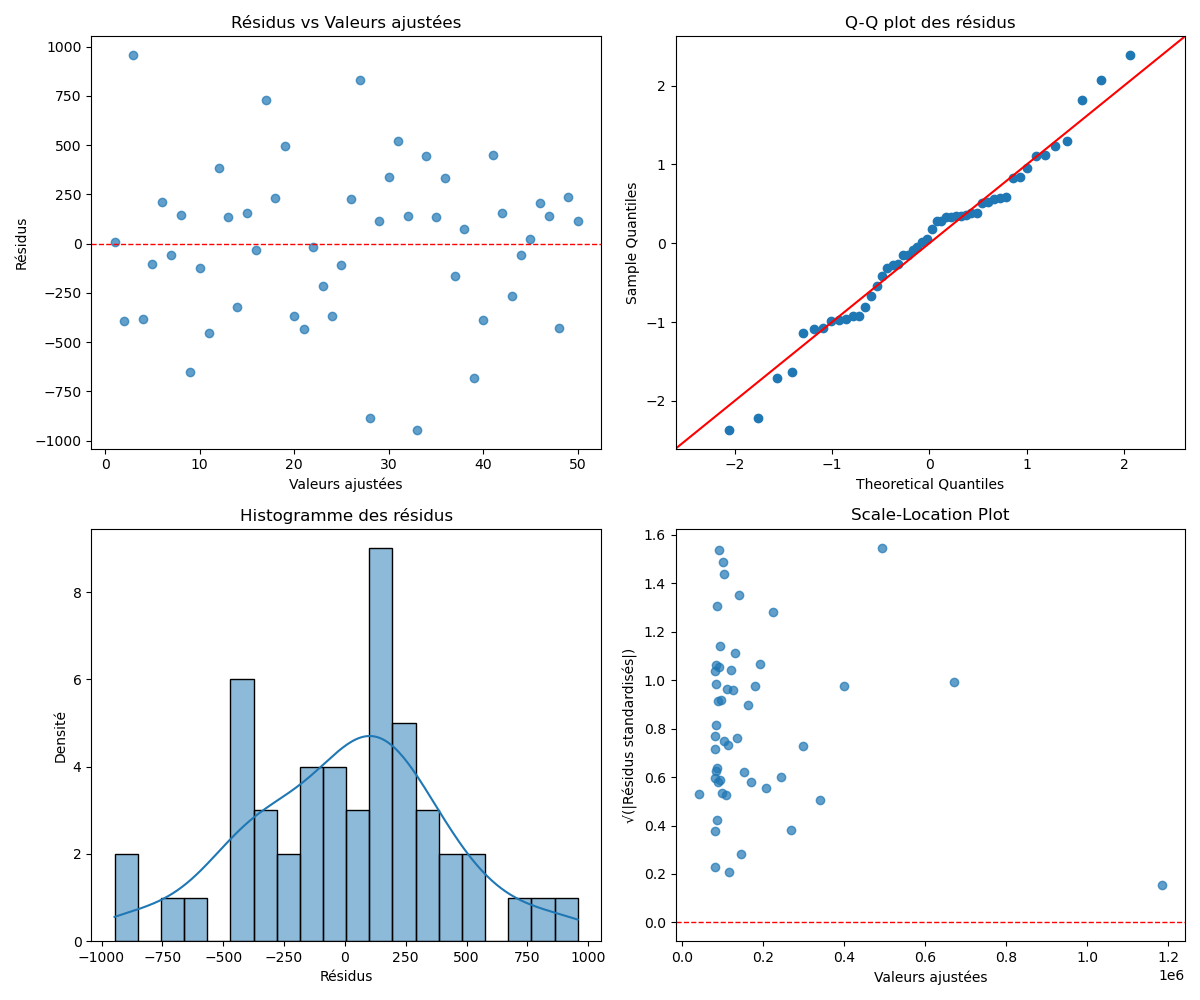 Résidus vs Valeurs ajustées
1000
750
500
250
0
−250
−500
−750
−1000
Résidus
0 10 20 30 40 50
Valeurs ajustées
Q-Q plot des résidus
2
1
0
−1
−2
Sample Quantiles
−2 −1 0 1 2
Theoretical Quantiles
Histogramme des résidus
8
6
4
2
0
Densité
−1000 −750 −500 −250 0 250 500 750 1000
Résidus
Scale-Location Plot
1.6
1.4
1.2
1.0
0.8
0.6
0.4
0.2
0.0
√(|Résidus standardisés|)
0.0 0.2 0.4 0.6 0.8 1.0 1.2
1e6
Valeurs ajustées